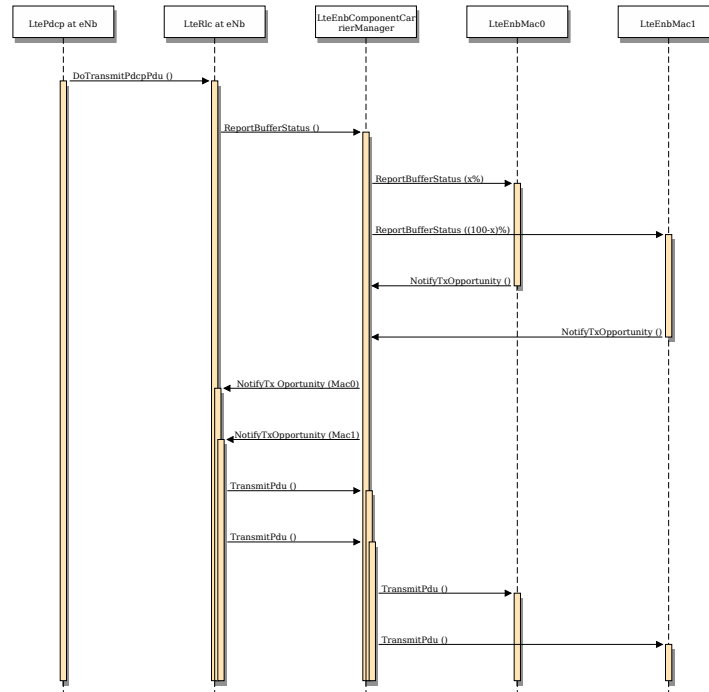 LtePdcp at eNb
LteRlc at eNb
LteEnbComponentCar
rierManager
LteEnbMac0
LteEnbMac1
DoTransmitPdcpPdu ()
ReportBufferStatus ()
ReportBufferStatus (x%)
ReportBufferStatus ((100-x)%)
NotifyTxOpportunity ()
NotifyTxOpportunity ()
NotifyTx Oportunity (Mac0)
NotifyTxOpportunity (Mac1)
TransmitPdu ()
TransmitPdu ()
TransmitPdu ()
TransmitPdu ()